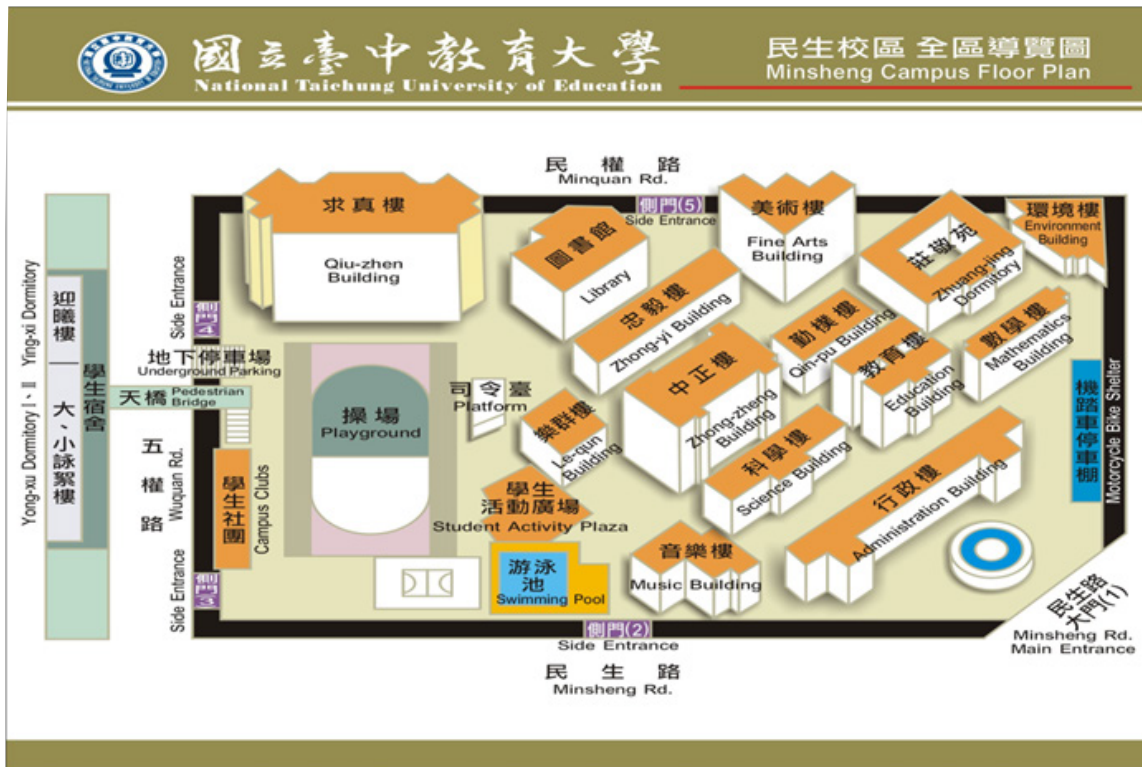 國立臺中教育大學
National Taichung University of Education
民生校區 全區導覽圖
Minsheng Campus Floor Plan
民權路
Minquan Rd.
側門(5)
Side Entrance
求真樓
Qiu-zhen
Building
圖書館
Library
美術樓
Fine Arts
Building
莊敬苑
Zhuang-jing
Dormitory
環境樓
Environment
Building
忠毅樓
Zhong-yi Building
勤樸樓
Qin-pu Building
數學樓
Mathematics
Building
教育樓
Education
Building
中正樓
Zhong-zheng
Building
側門4
Side Entrance
地下停車場
Underground Parking
天橋 Pedestrian
Bridge
迎曦樓
Ying-xi Dormitory
大、小詠絮樓
Yong-xu Dormitory I、II
學生宿舍
五權路
Wuquan Rd.
學生社團
Campus Clubs
側門3
Side Entrance
操場
Playground
司令臺
Platform
樂群樓
Le-qun
Building
科學樓
Science Building
學生
活動廣場
Student Activity Plaza
游泳
池
Swimming Pool
音樂樓
Music Building
行政樓
Administration Building
機踏車停車棚
Motorcycle Bike Shelter
側門(2)
Side Entrance
民生路
Minsheng Rd.
民生路
大門(1)
Minsheng Rd.
Main Entrance